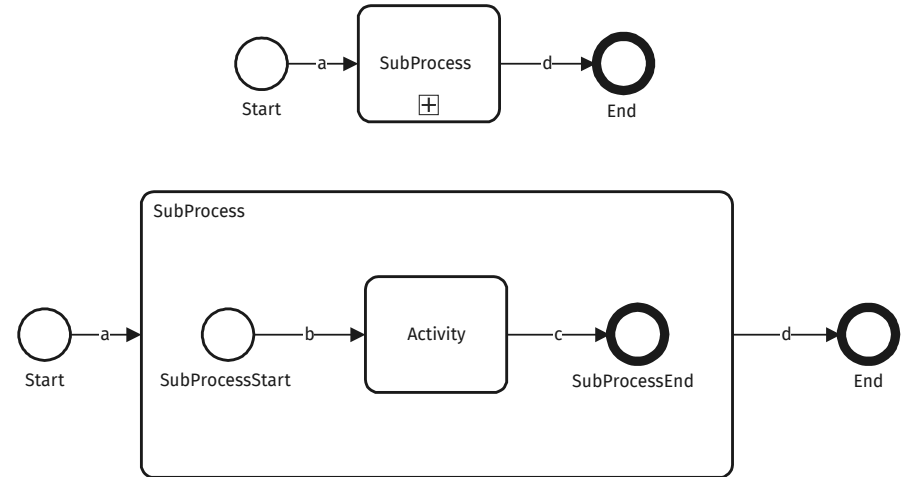 a
SubProcess
d
Start
End
SubProcess
a
b
Activity
c
d
Start
SubProcessStart
SubProcessEnd
End